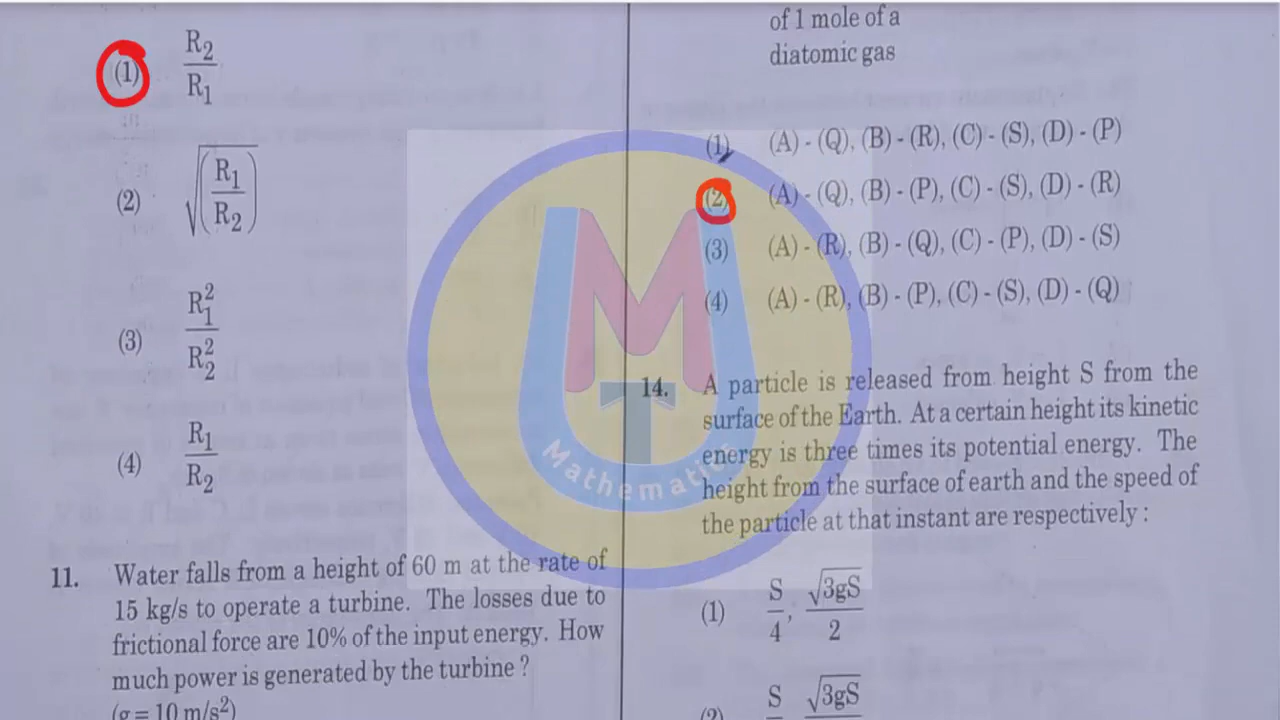 (1) R₂/R₁
(2) √(R₁/R₂)
(3) R₁²/R₂²
(4) R₁/R₂
11. Water falls from a height of 60 m at the rate of
15 kg/s to operate a turbine. The losses due to
frictional force are 10% of the input energy. How
much power is generated by the turbine ?
(g = 10 m/s²)
of 1 mole of a
diatomic gas
(1) (A) - (Q), (B) - (R), (C) - (S), (D) - (P)
(2) (A) - (Q), (B) - (P), (C) - (S), (D) - (R)
(3) (A) - (R), (B) - (Q), (C) - (P), (D) - (S)
(4) (A) - (R), (B) - (P), (C) - (S), (D) - (Q)
14. A particle is released from height S from the
surface of the Earth. At a certain height its kinetic
energy is three times its potential energy. The
height from the surface of earth and the speed of
the particle at that instant are respectively :
(1) S/4, √3gS/2
(2) S √3gS
MTU
Mathematics